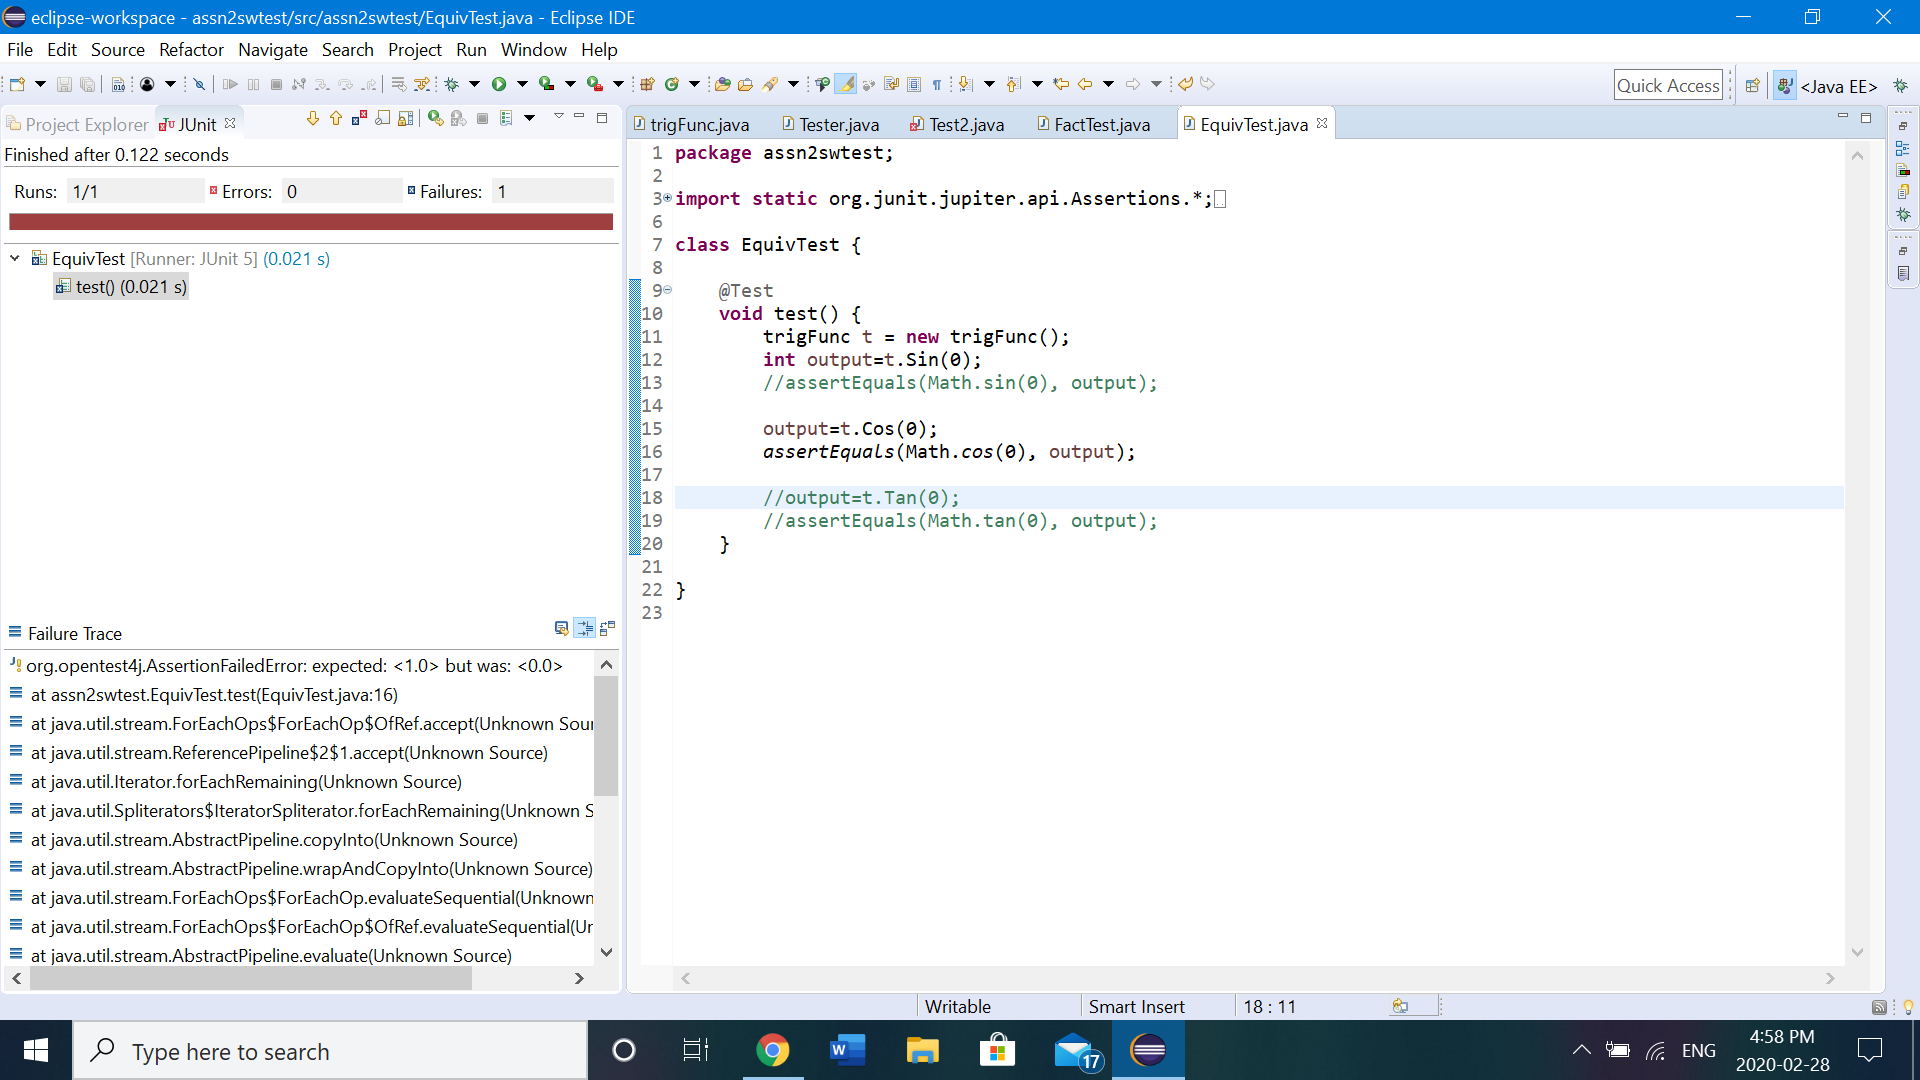 eclipse-workspace - assn2swtest/src/assn2swtest/EquivTest.java - Eclipse IDE
File Edit Source Refactor Navigate Search Project Run Window Help
Quick Access <Java EE>
Project Explorer JUnit
Finished after 0.122 seconds
Runs: 1/1 Errors: 0 Failures: 1
EquivTest [Runner: JUnit 5] (0.021 s)
test() (0.021 s)
Failure Trace
org.opentest4j.AssertionFailedError: expected: <1.0> but was: <0.0>
at assn2swtest.EquivTest.test(EquivTest.java:16)
at java.util.stream.ForEachOps$ForEachOp$OfRef.accept(Unknown Sour
at java.util.stream.ReferencePipeline$2$1.accept(Unknown Source)
at java.util.Iterator.forEachRemaining(Unknown Source)
at java.util.Spliterators$IteratorSpliterator.forEachRemaining(Unknown S
at java.util.stream.AbstractPipeline.copyInto(Unknown Source)
at java.util.stream.AbstractPipeline.wrapAndCopyInto(Unknown Source)
at java.util.stream.ForEachOps$ForEachOp.evaluateSequential(Unknown
at java.util.stream.ForEachOps$ForEachOp$OfRef.evaluateSequential(Ur
at java.util.stream.AbstractPipeline.evaluate(Unknown Source)
trigFunc.java Tester.java Test2.java FactTest.java EquivTest.java
1 package assn2swtest;
2
3 import static org.junit.jupiter.api.Assertions.*;
6
7 class EquivTest {
8
9 @Test
10 void test() {
11 trigFunc t = new trigFunc();
12 int output=t.Sin(0);
13 //assertEquals(Math.sin(0), output);
14
15 output=t.Cos(0);
16 assertEquals(Math.cos(0), output);
17
18 //output=t.Tan(0);
19 //assertEquals(Math.tan(0), output);
20 }
21
22 }
23
Writable Smart Insert 18 : 11
Type here to search
17
ENG
4:58 PM
2020-02-28